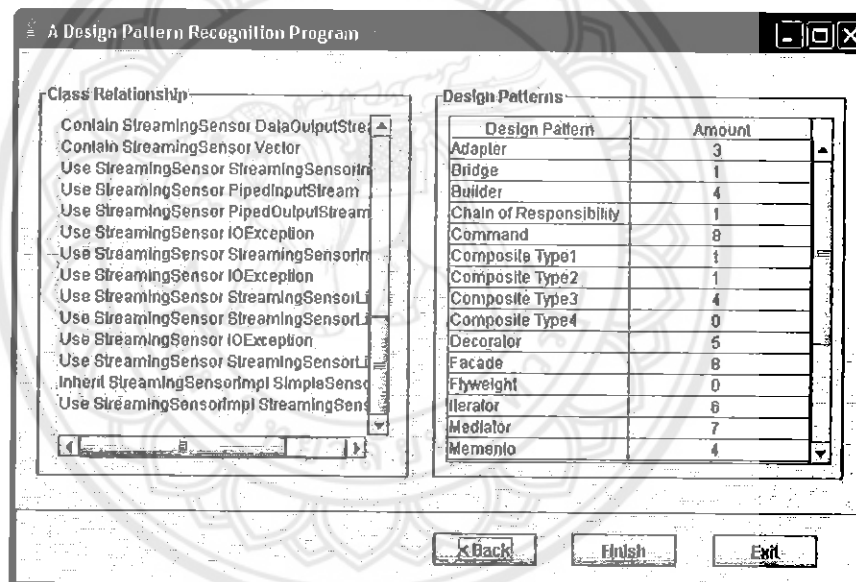 A Design Pattern Recognition Program
Class Relationship
Contain StreamingSensor DataOutputStrea
Contain StreamingSensor Vector
Use StreamingSensor StreamingSensorIn
Use StreamingSensor PipedInputStream
Use StreamingSensor PipedOutputStream
Use StreamingSensor IOException
Use StreamingSensor StreamingSensorIn
Use StreamingSensor IOException
Use StreamingSensor StreamingSensorLi
Use StreamingSensor StreamingSensorLi
Use StreamingSensor IOException
Use StreamingSensor StreamingSensorLi
Inherit StreamingSensorImpl SimpleSenso
Use StreamingSensorImpl StreamingSens
Design Patterns
Design Pattern Amount
Adapter 3
Bridge 1
Builder 4
Chain of Responsibility 1
Command 8
Composite Type1 1
Composite Type2 1
Composite Type3 4
Composite Type4 0
Decorator 5
Facade 8
Flyweight 0
Iterator 6
Mediator 7
Memento 4
< Back Finish Exit